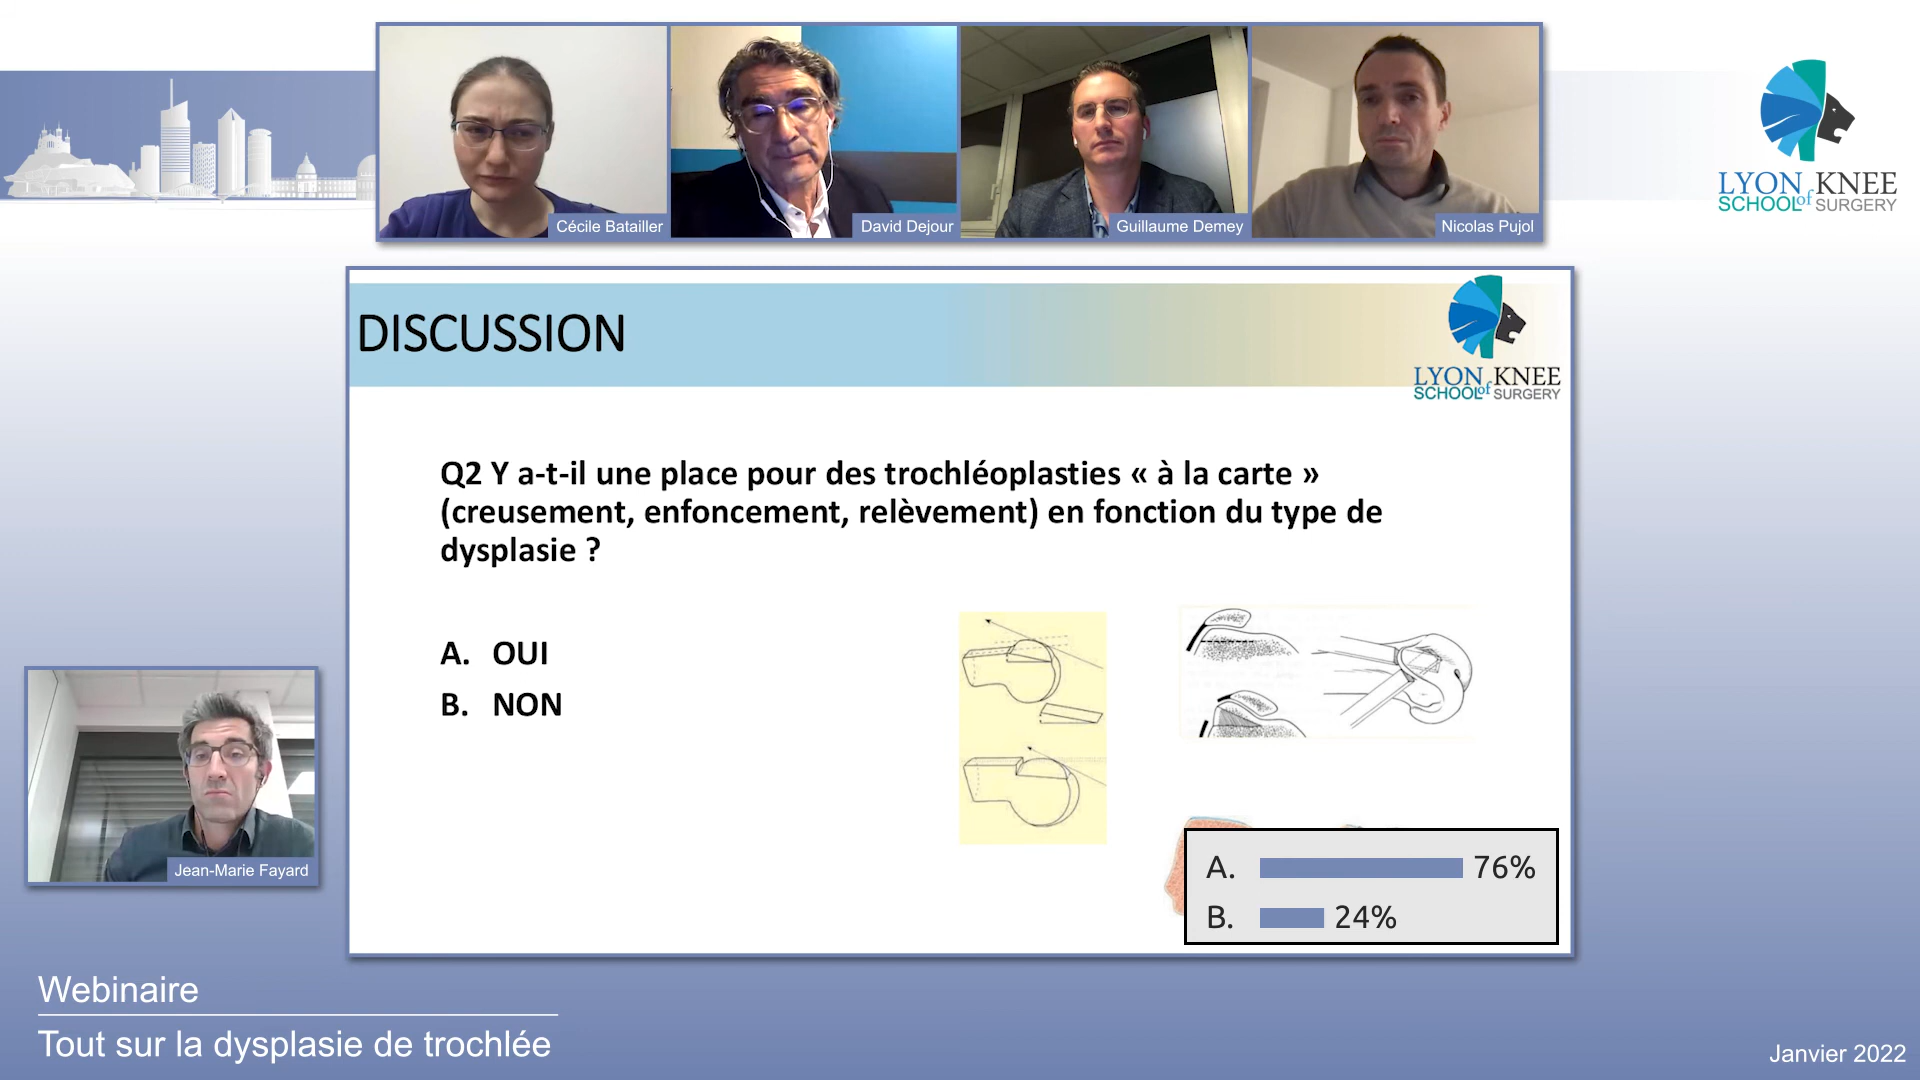 Cécile Batailler
David Dejour
Guillaume Demey
Nicolas Pujol
LYON KNEE
SCHOOL of SURGERY
DISCUSSION
LYON KNEE
SCHOOL of SURGERY
Q2 Y a-t-il une place pour des trochléoplasties « à la carte »
(creusement, enfoncement, relèvement) en fonction du type de
dysplasie ?
A. OUI
B. NON
A. 76%
B. 24%
Jean-Marie Fayard
Webinaire
Tout sur la dysplasie de trochlée
Janvier 2022